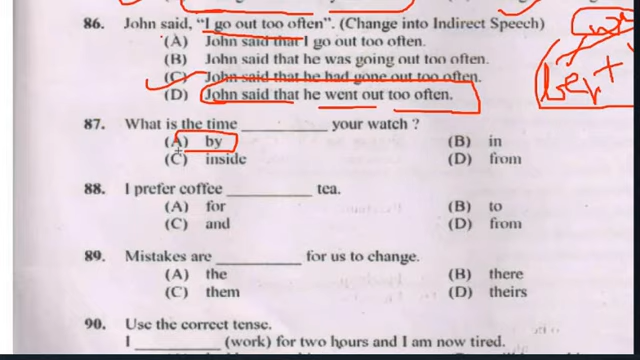 86. John said, "I go out too often". (Change into Indirect Speech)
(A) John said that I go out too often.
(B) John said that he was going out too often.
(C) John said that he had gone out too often.
(D) John said that he went out too often.
87. What is the time ________ your watch ?
(A) by (B) in
(C) inside (D) from
88. I prefer coffee ________ tea.
(A) for (B) to
(C) and (D) from
89. Mistakes are ________ for us to change.
(A) the (B) there
(C) them (D) theirs
90. Use the correct tense.
I ________ (work) for two hours and I am now tired.